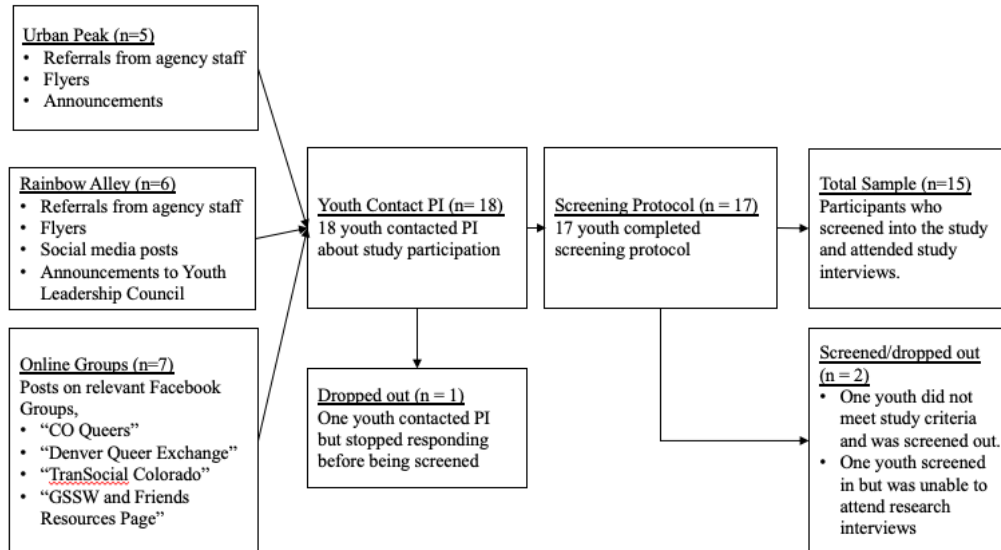 Urban Peak (n=5)
• Referrals from agency staff
• Flyers
• Announcements
Rainbow Alley (n=6)
• Referrals from agency staff
• Flyers
• Social media posts
• Announcements to Youth
Leadership Council
Online Groups (n=7)
Posts on relevant Facebook
Groups,
• “CO Queers”
• “Denver Queer Exchange”
• “TranSocial Colorado”
• “GSSW and Friends
Resources Page”
Youth Contact PI (n= 18)
18 youth contacted PI
about study participation
Dropped out (n = 1)
One youth contacted PI
but stopped responding
before being screened
Screening Protocol (n = 17)
17 youth completed
screening protocol
Total Sample (n=15)
Participants who
screened into the study
and attended study
interviews.
Screened/dropped out
(n = 2)
• One youth did not
meet study criteria
and was screened out.
• One youth screened
in but was unable to
attend research
interviews